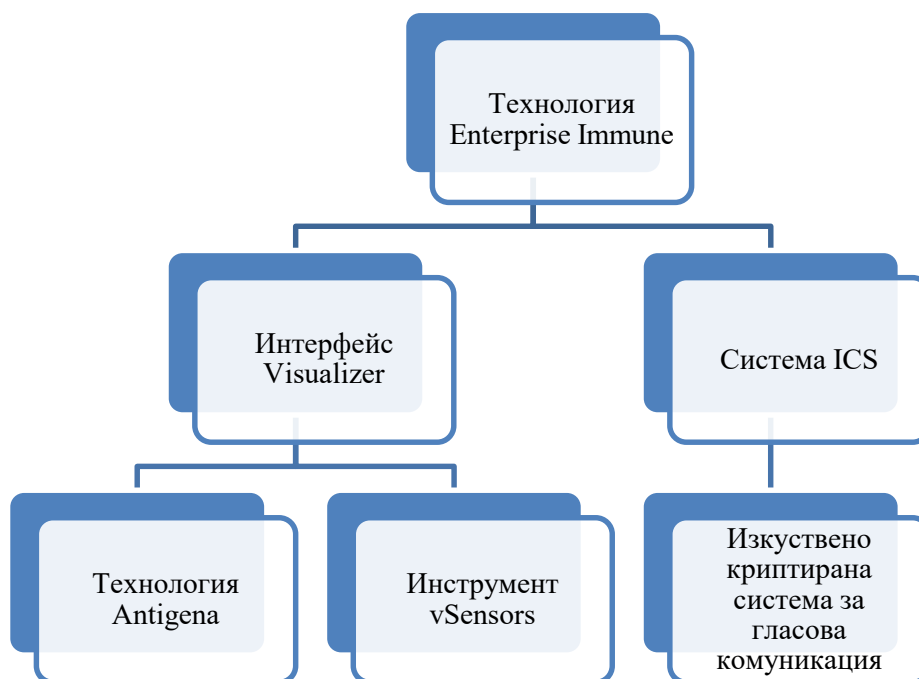 Технология
Enterprise Immune
Интерфейс
Visualizer
Система ICS
Технология
Antigena
Инструмент
vSensors
Изкуствено
криптирана
система за
гласова
комуникация